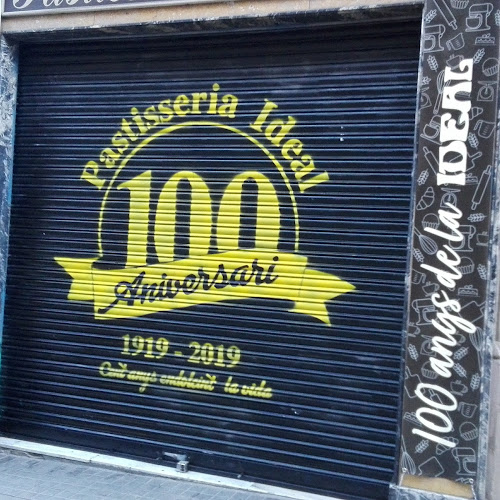 Pastisseria Ideal
100
Aniversari
1919 - 2019
Cent anys endolcint la vida
100 anys de la IDEAL